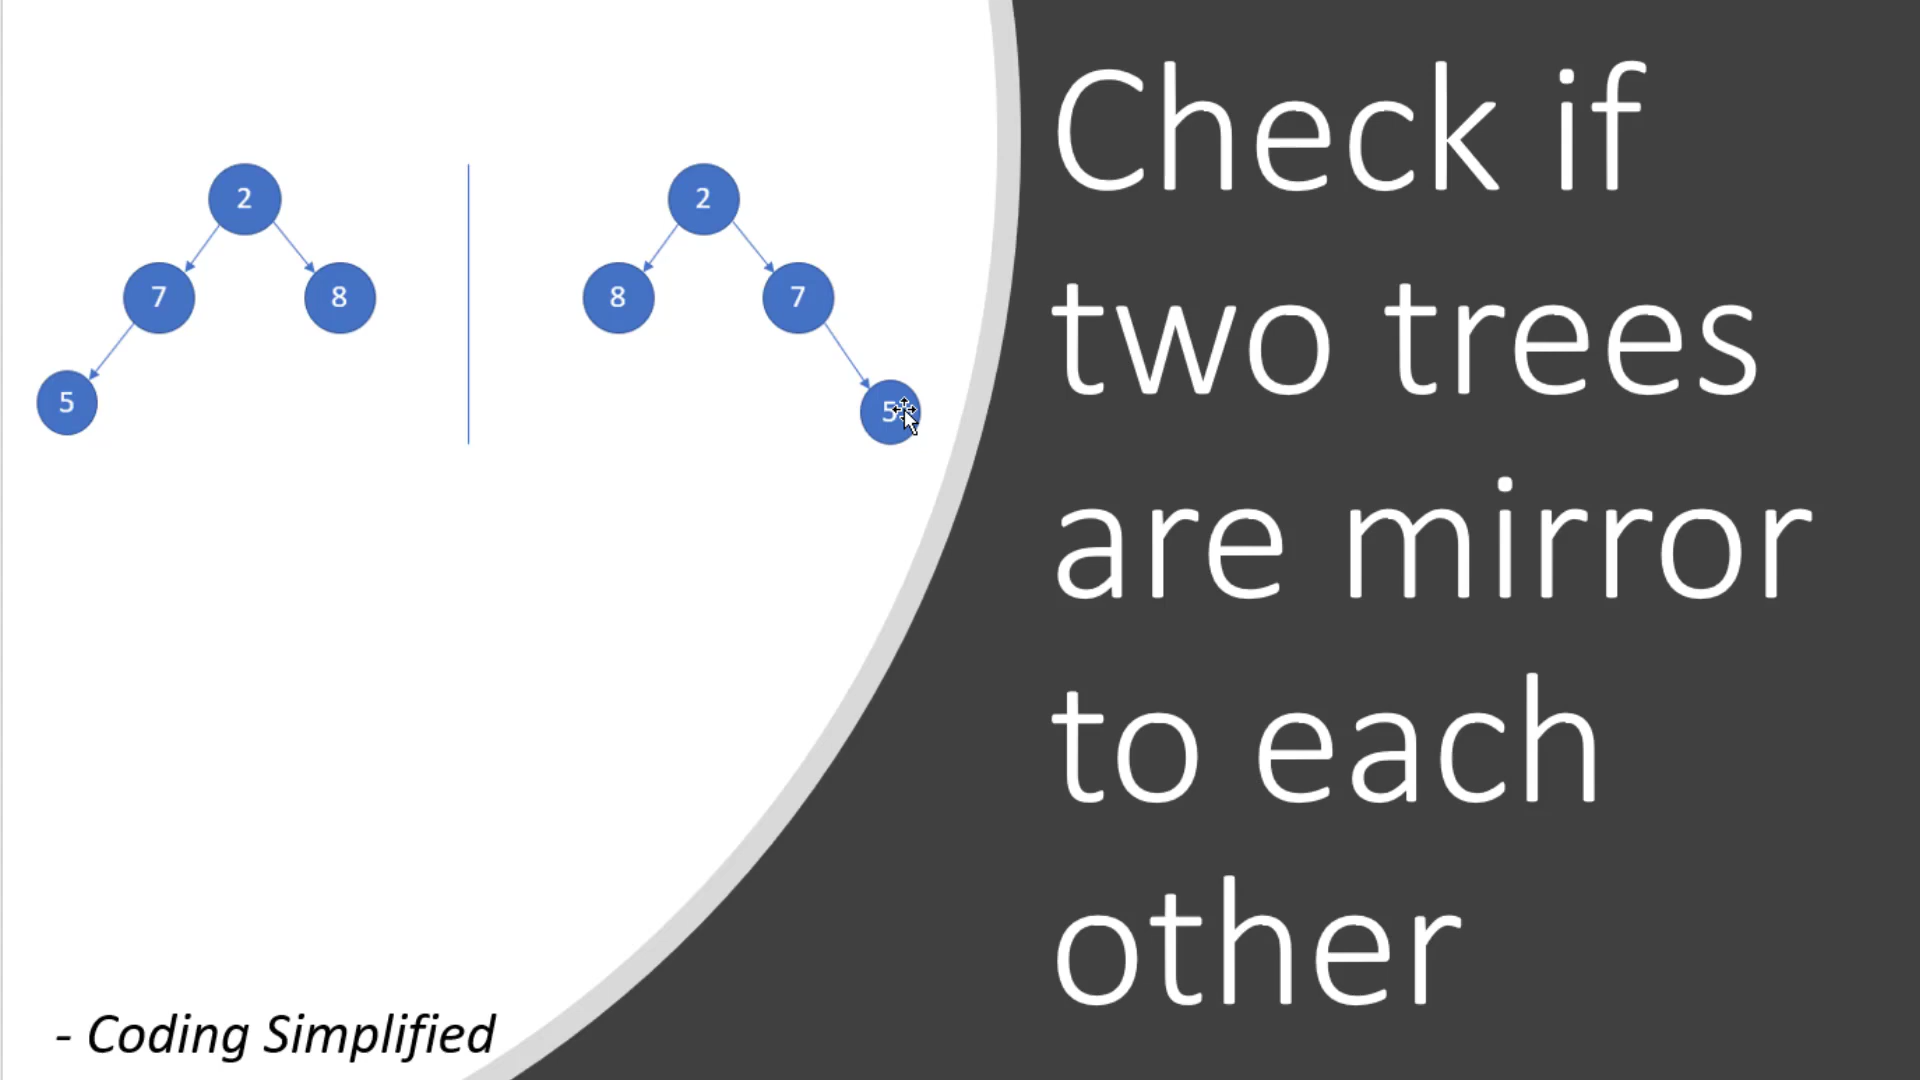 2
2
7
8
8
7
5
5
Check if
two trees
are mirror
to each
other
- Coding Simplified